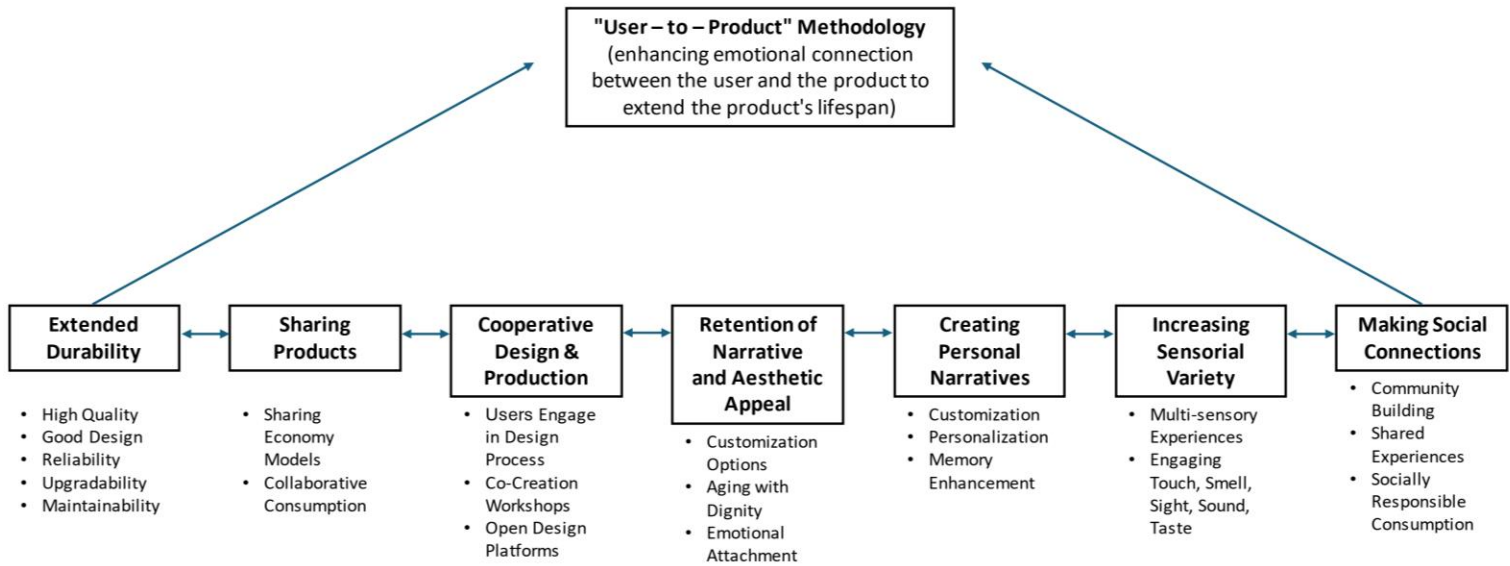 "User – to – Product" Methodology
(enhancing emotional connection
between the user and the product to
extend the product's lifespan)
Extended
Durability
• High Quality
• Good Design
• Reliability
• Upgradability
• Maintainability
Sharing
Products
• Sharing
Economy
Models
• Collaborative
Consumption
Cooperative
Design &
Production
• Users Engage
in Design
Process
• Co-Creation
Workshops
• Open Design
Platforms
Retention of
Narrative
and Aesthetic
Appeal
• Customization
Options
• Aging with
Dignity
• Emotional
Attachment
Creating
Personal
Narratives
• Customization
• Personalization
• Memory
Enhancement
Increasing
Sensorial
Variety
• Multi-sensory
Experiences
• Engaging
Touch, Smell,
Sight, Sound,
Taste
Making Social
Connections
• Community
Building
• Shared
Experiences
• Socially
Responsible
Consumption